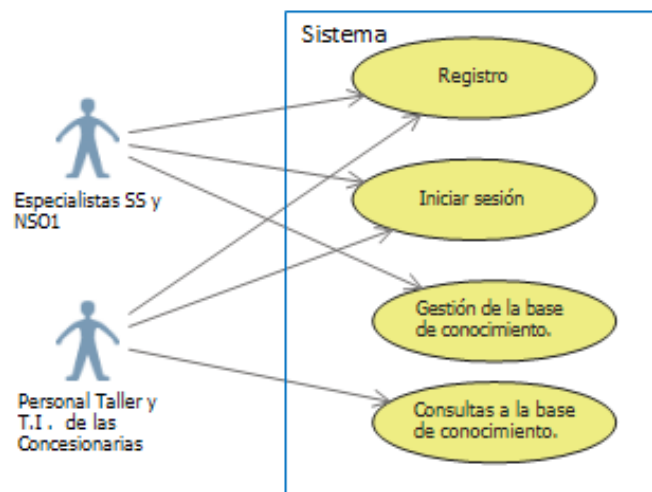 Sistema
Registro
Especialistas SS y
NSO1
Iniciar sesión
Gestión de la base
de conocimiento.
Personal Taller y
T.I . de las
Concesionarias
Consultas a la base
de conocimiento.